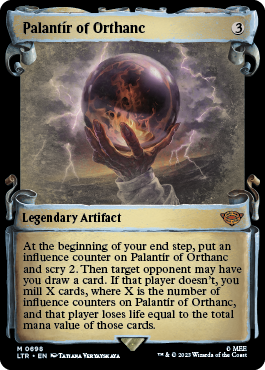 Palantír of Orthanc
3
Legendary Artifact
At the beginning of your end step, put an
influence counter on Palantír of Orthanc
and scry 2. Then target opponent may have
you draw a card. If that player doesn't, you
mill X cards, where X is the number of
influence counters on Palantír of Orthanc,
and that player loses life equal to the total
mana value of those cards.
M 0698
LTR • EN Tatiana Veryayskaya
™ & © 2023 Wizards of the Coast